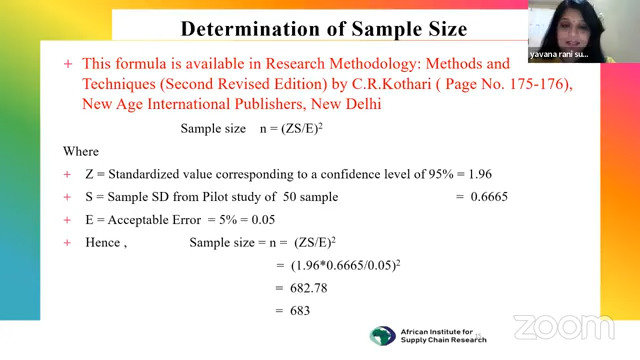 Determination of Sample Size
+ This formula is available in Research Methodology: Methods and
Techniques (Second Revised Edition) by C.R.Kothari ( Page No. 175-176),
New Age International Publishers, New Delhi
Sample size n = (ZS/E)²
Where
+ Z = Standardized value corresponding to a confidence level of 95% = 1.96
+ S = Sample SD from Pilot study of 50 sample = 0.6665
+ E = Acceptable Error = 5% = 0.05
+ Hence , Sample size = n = (ZS/E)²
= (1.96*0.6665/0.05)²
= 682.78
= 683
yavana rani su...
African Institute for
Supply Chain Research
15
zoom